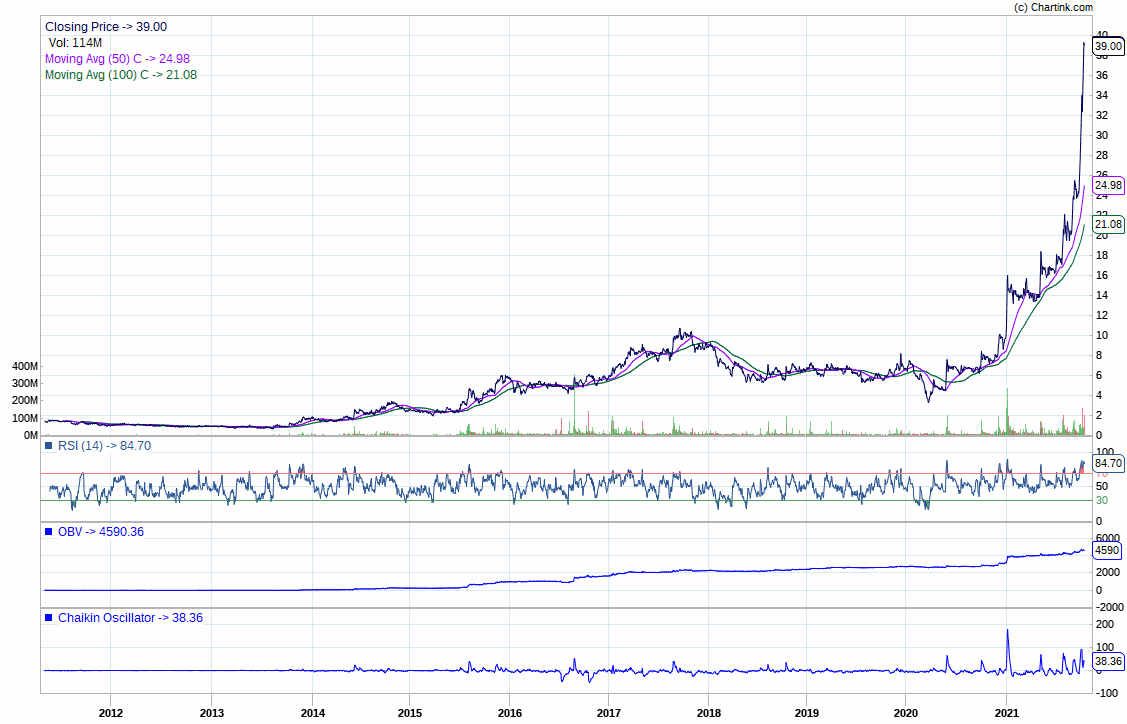 (c) Chartink.com
Closing Price -> 39.00
Vol: 114M
Moving Avg (50) C -> 24.98
Moving Avg (100) C -> 21.08
40
39.00
36
34
32
30
28
26
24.98
24
22
21.08
20
18
16
14
12
10
8
6
4
2
0
400M
300M
200M
100M
0M
RSI (14) -> 84.70
100
84.70
50
30
0
OBV -> 4590.36
6000
4590
2000
0
-2000
Chaikin Oscillator -> 38.36
200
100
38.36
-100
2012 2013 2014 2015 2016 2017 2018 2019 2020 2021